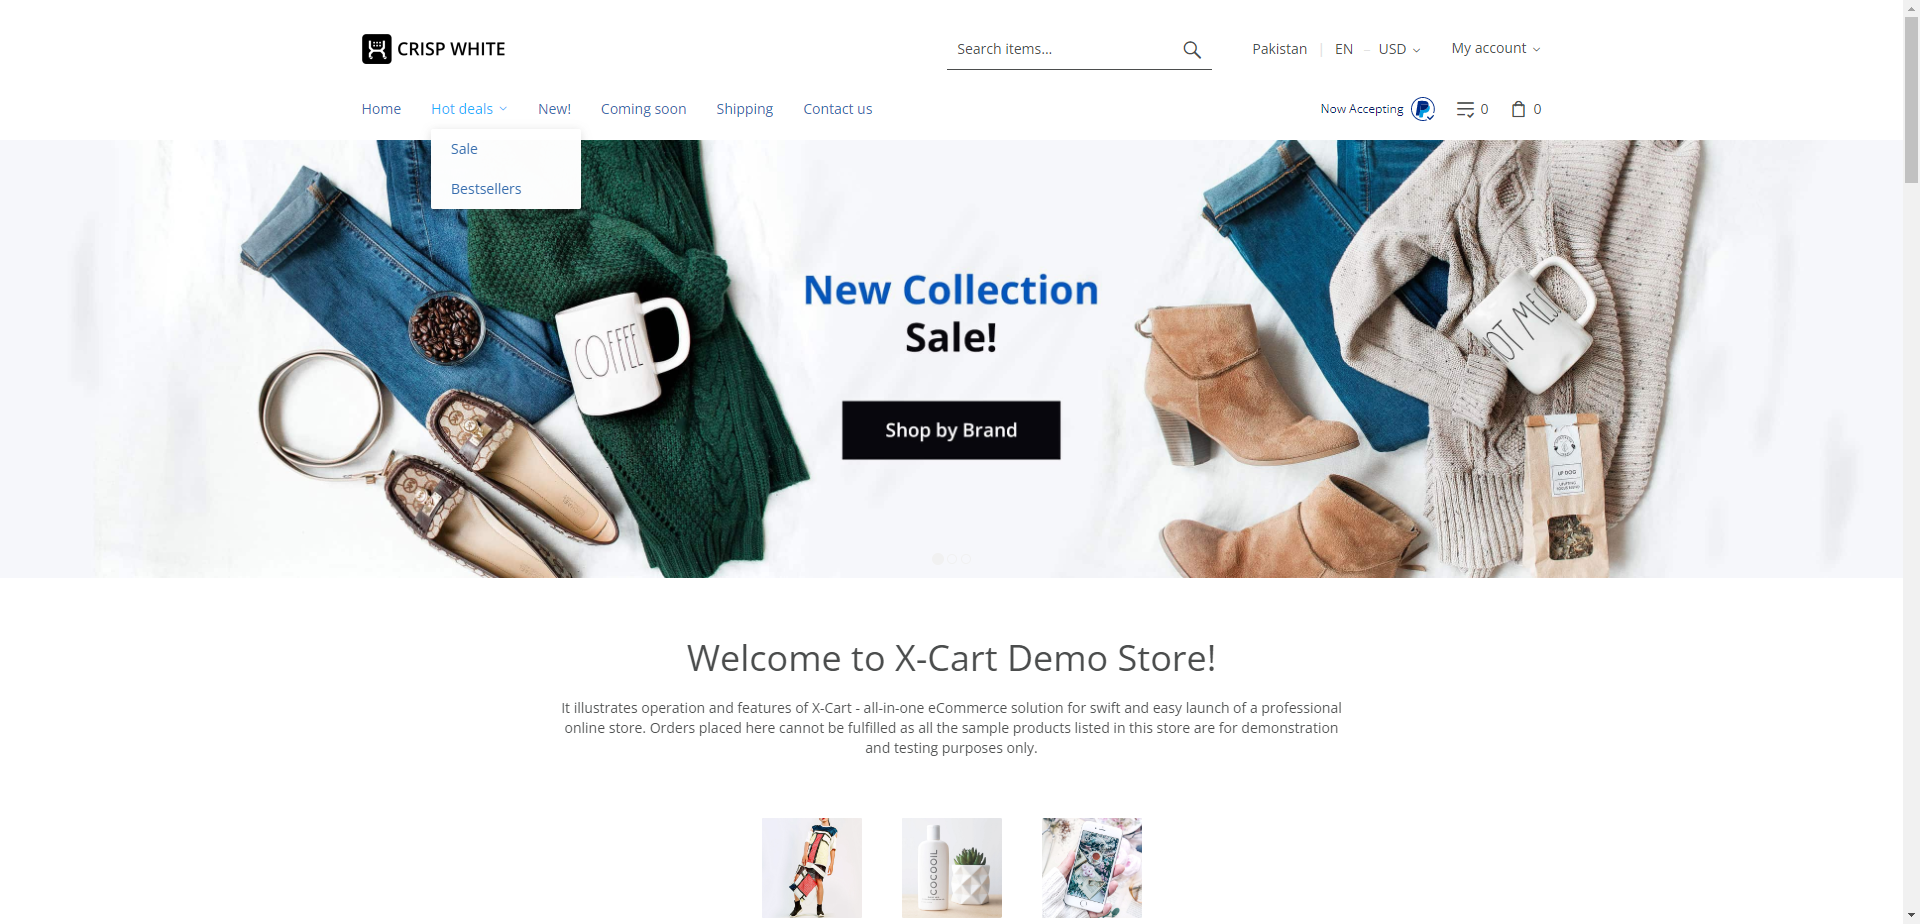 CRISP WHITE
Search items...
Pakistan | EN – USD
My account
Home
Hot deals
New!
Coming soon
Shipping
Contact us
Now Accepting
0
0
Sale
Bestsellers
New Collection
Sale!
Shop by Brand
COFFEE
HOT MESS
UP DOG
Welcome to X-Cart Demo Store!
It illustrates operation and features of X-Cart - all-in-one eCommerce solution for swift and easy launch of a professional
online store. Orders placed here cannot be fulfilled as all the sample products listed in this store are for demonstration
and testing purposes only.
COCOOIL